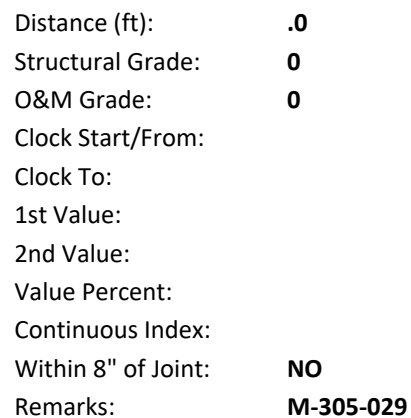 Distance (ft): .0
Structural Grade: 0
O&M Grade: 0
Clock Start/From:
Clock To:
1st Value:
2nd Value:
Value Percent:
Continuous Index:
Within 8" of Joint: NO
Remarks: M-305-029